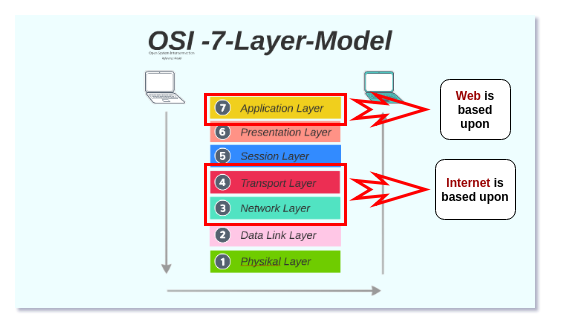 OSI -7-Layer-Model
7 Application Layer
6 Presentation Layer
5 Session Layer
4 Transport Layer
3 Network Layer
2 Data Link Layer
1 Physikal Layer
Web is
based
upon
Internet is
based upon